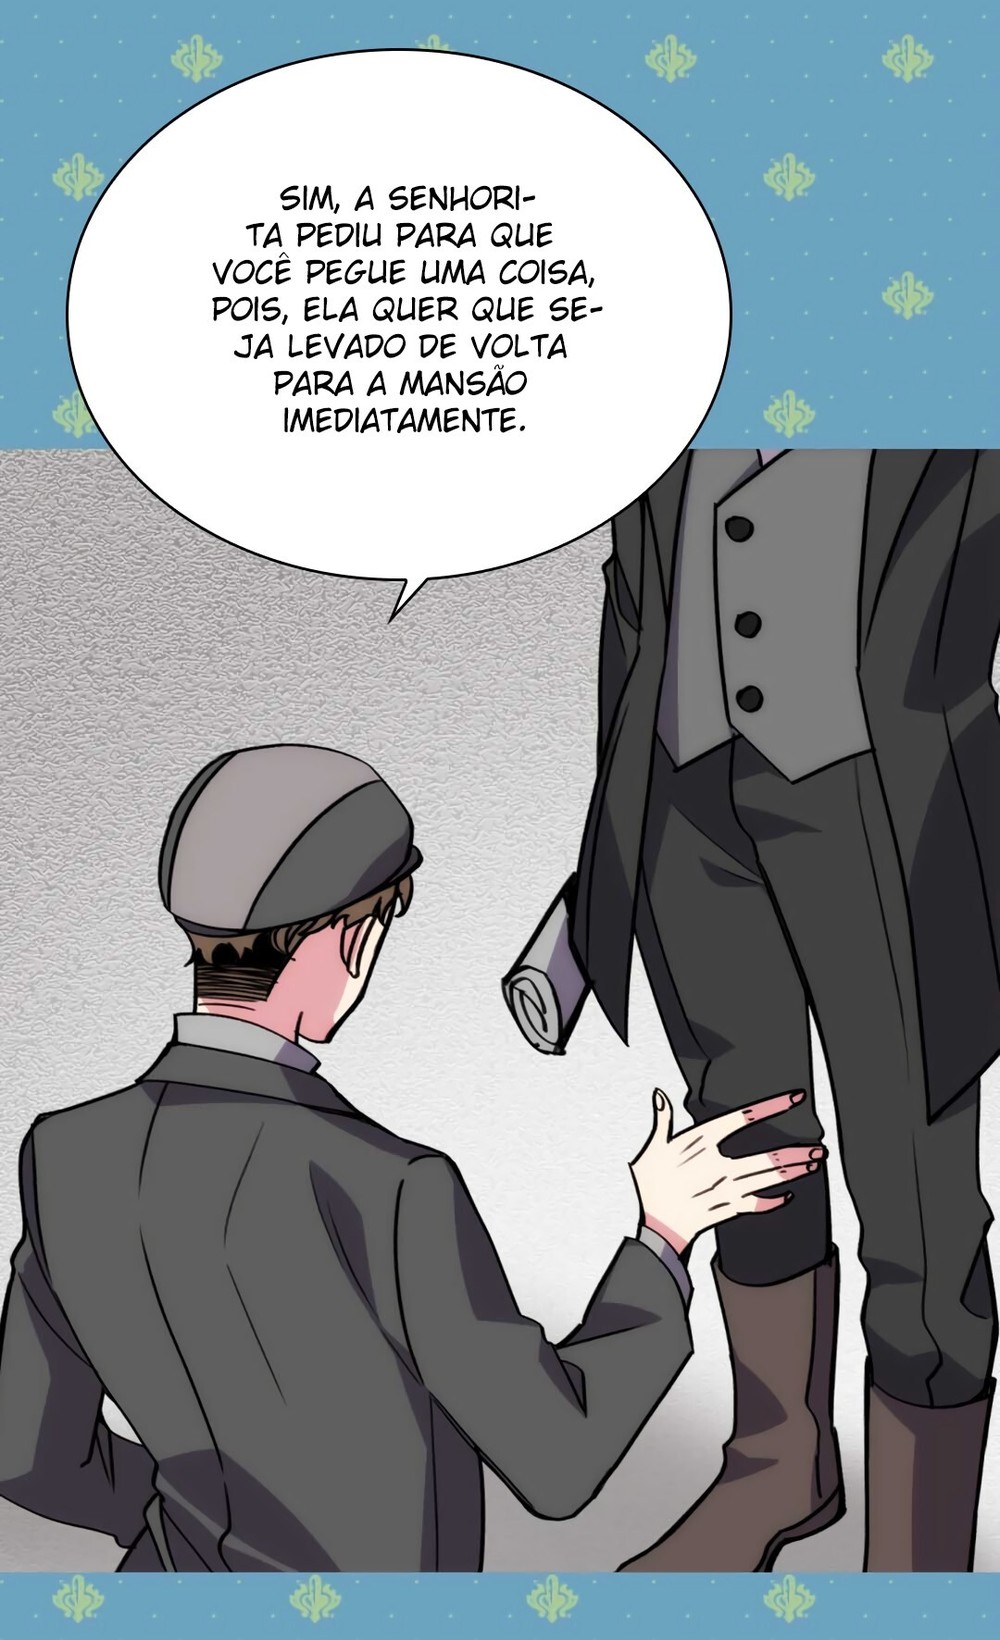 SIM, A SENHORI-
TA PEDIU PARA QUE
VOCÊ PEGUE UMA COISA,
POIS, ELA QUER QUE SE-
JA LEVADO DE VOLTA
PARA A MANSÃO
IMEDIATAMENTE.